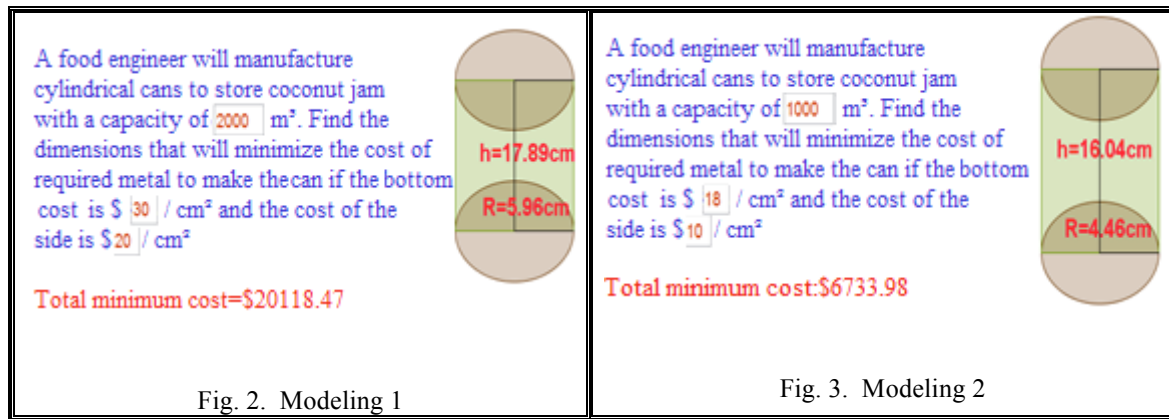 A food engineer will manufacture
cylindrical cans to store coconut jam
with a capacity of 2000 m³. Find the
dimensions that will minimize the cost of
required metal to make the can if the bottom
cost is $ 30 / cm² and the cost of the
side is $ 20 / cm²
h=17.89cm
R=5.96cm
Total minimum cost=$20118.47
Fig. 2. Modeling 1
A food engineer will manufacture
cylindrical cans to store coconut jam
with a capacity of 1000 m³. Find the
dimensions that will minimize the cost of
required metal to make the can if the bottom
cost is $ 18 / cm² and the cost of the
side is $ 10 / cm²
h=16.04cm
R=4.46cm
Total minimum cost:$6733.98
Fig. 3. Modeling 2